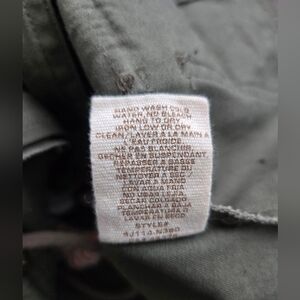 HAND WASH COLD
WATER, NO BLEACH
HANG TO DRY
IRON LOW OR DRY
CLEAN/LAVER A LA MAIN A
L'EAU FROIDE
NE PAS BLANCHIR,
SECHER EN SUSPENDANT
REPASSER A BASSE
TEMPERATURE OU
NETTOYER A SEC
LAVAR A MANO
CON AGUA FRIA
NO USAR LEJIA
SECAR COLGADO
PLANCHAR A BAJA
TEMPERATURA O
LAVAR EN SECO
STYLE#